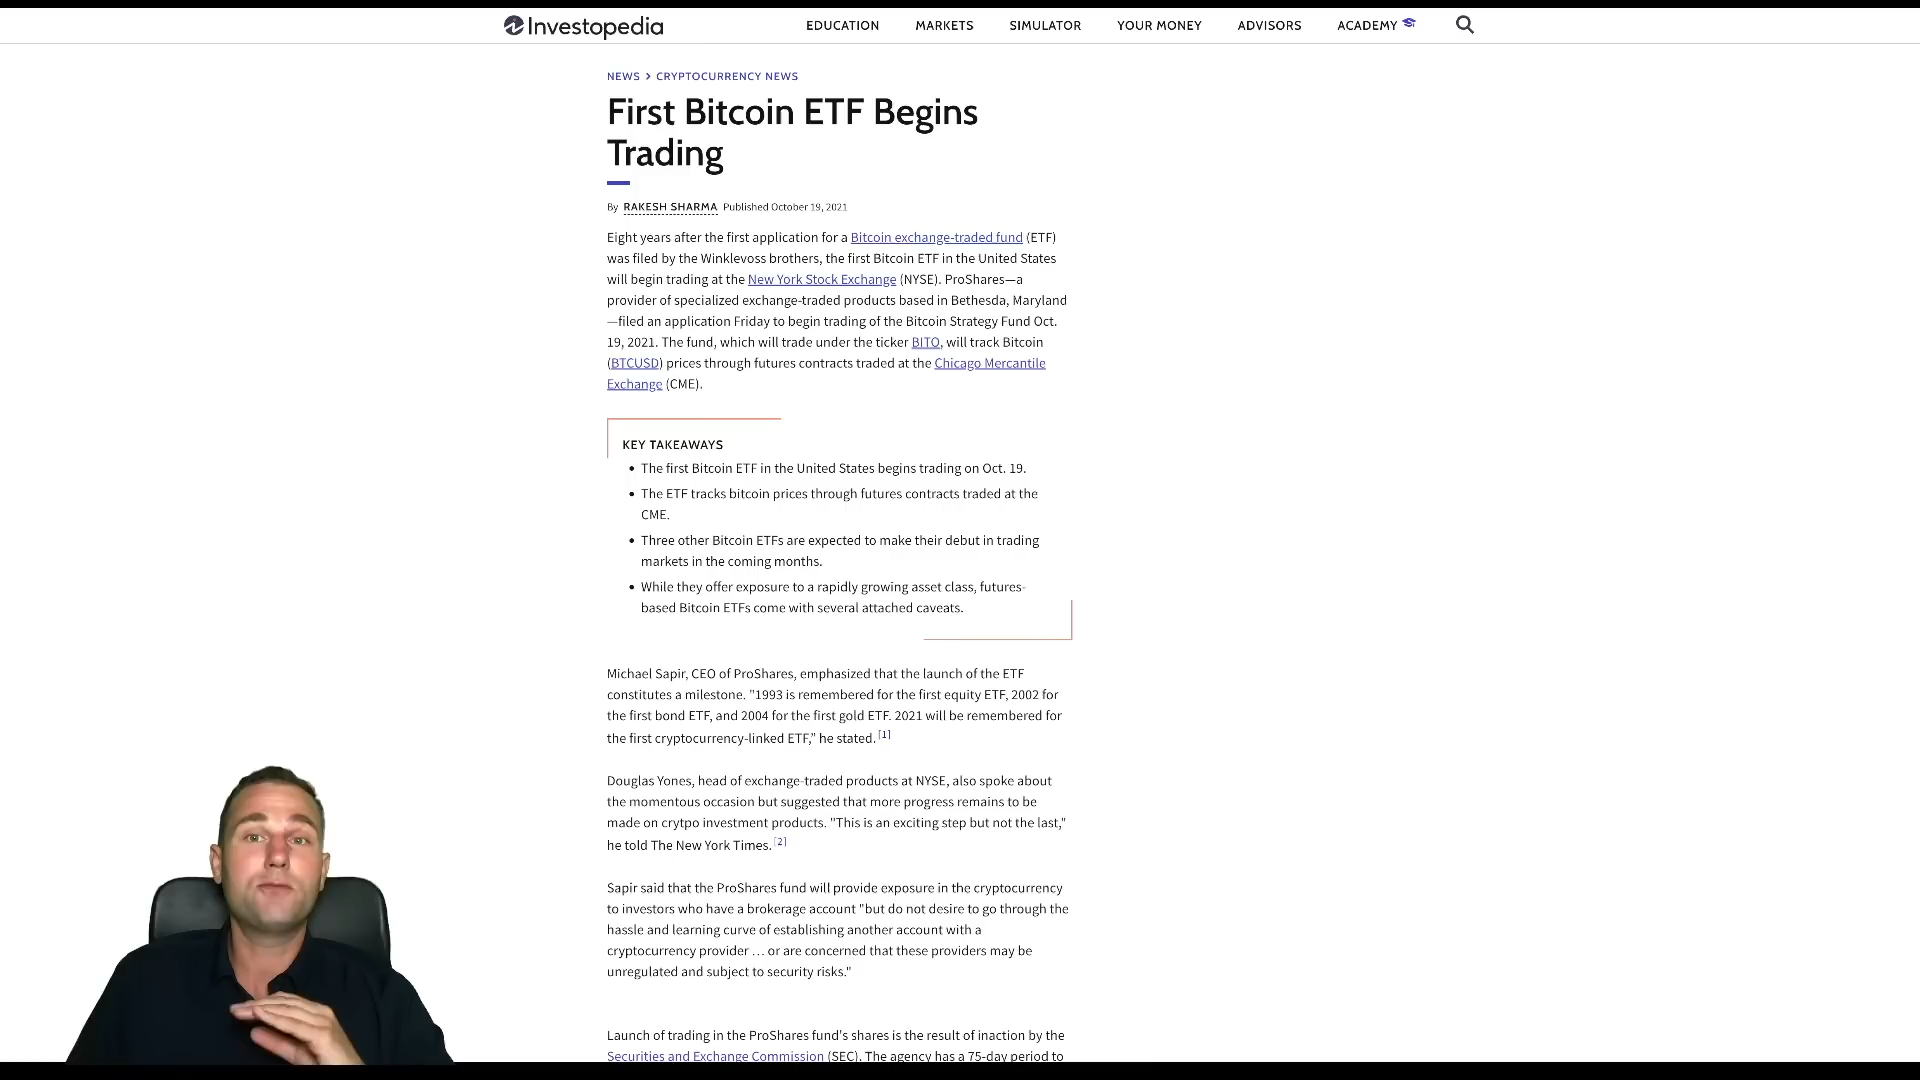 Investopedia
EDUCATION MARKETS SIMULATOR YOUR MONEY ADVISORS ACADEMY
NEWS > CRYPTOCURRENCY NEWS
First Bitcoin ETF Begins
Trading
By RAKESH SHARMA Published October 19, 2021
Eight years after the first application for a Bitcoin exchange-traded fund (ETF)
was filed by the Winklevoss brothers, the first Bitcoin ETF in the United States
will begin trading at the New York Stock Exchange (NYSE). ProShares—a
provider of specialized exchange-traded products based in Bethesda, Maryland
—filed an application Friday to begin trading of the Bitcoin Strategy Fund Oct.
19, 2021. The fund, which will trade under the ticker BITO, will track Bitcoin
(BTCUSD) prices through futures contracts traded at the Chicago Mercantile
Exchange (CME).
KEY TAKEAWAYS
• The first Bitcoin ETF in the United States begins trading on Oct. 19.
• The ETF tracks bitcoin prices through futures contracts traded at the
CME.
• Three other Bitcoin ETFs are expected to make their debut in trading
markets in the coming months.
• While they offer exposure to a rapidly growing asset class, futures-
based Bitcoin ETFs come with several attached caveats.
Michael Sapir, CEO of ProShares, emphasized that the launch of the ETF
constitutes a milestone. "1993 is remembered for the first equity ETF, 2002 for
the first bond ETF, and 2004 for the first gold ETF. 2021 will be remembered for
the first cryptocurrency-linked ETF,” he stated. [1]
Douglas Yones, head of exchange-traded products at NYSE, also spoke about
the momentous occasion but suggested that more progress remains to be
made on crytpo investment products. "This is an exciting step but not the last,"
he told The New York Times. [2]
Sapir said that the ProShares fund will provide exposure in the cryptocurrency
to investors who have a brokerage account "but do not desire to go through the
hassle and learning curve of establishing another account with a
cryptocurrency provider … or are concerned that these providers may be
unregulated and subject to security risks."
Launch of trading in the ProShares fund's shares is the result of inaction by the
Securities and Exchange Commission (SEC). The agency has a 75-day period to